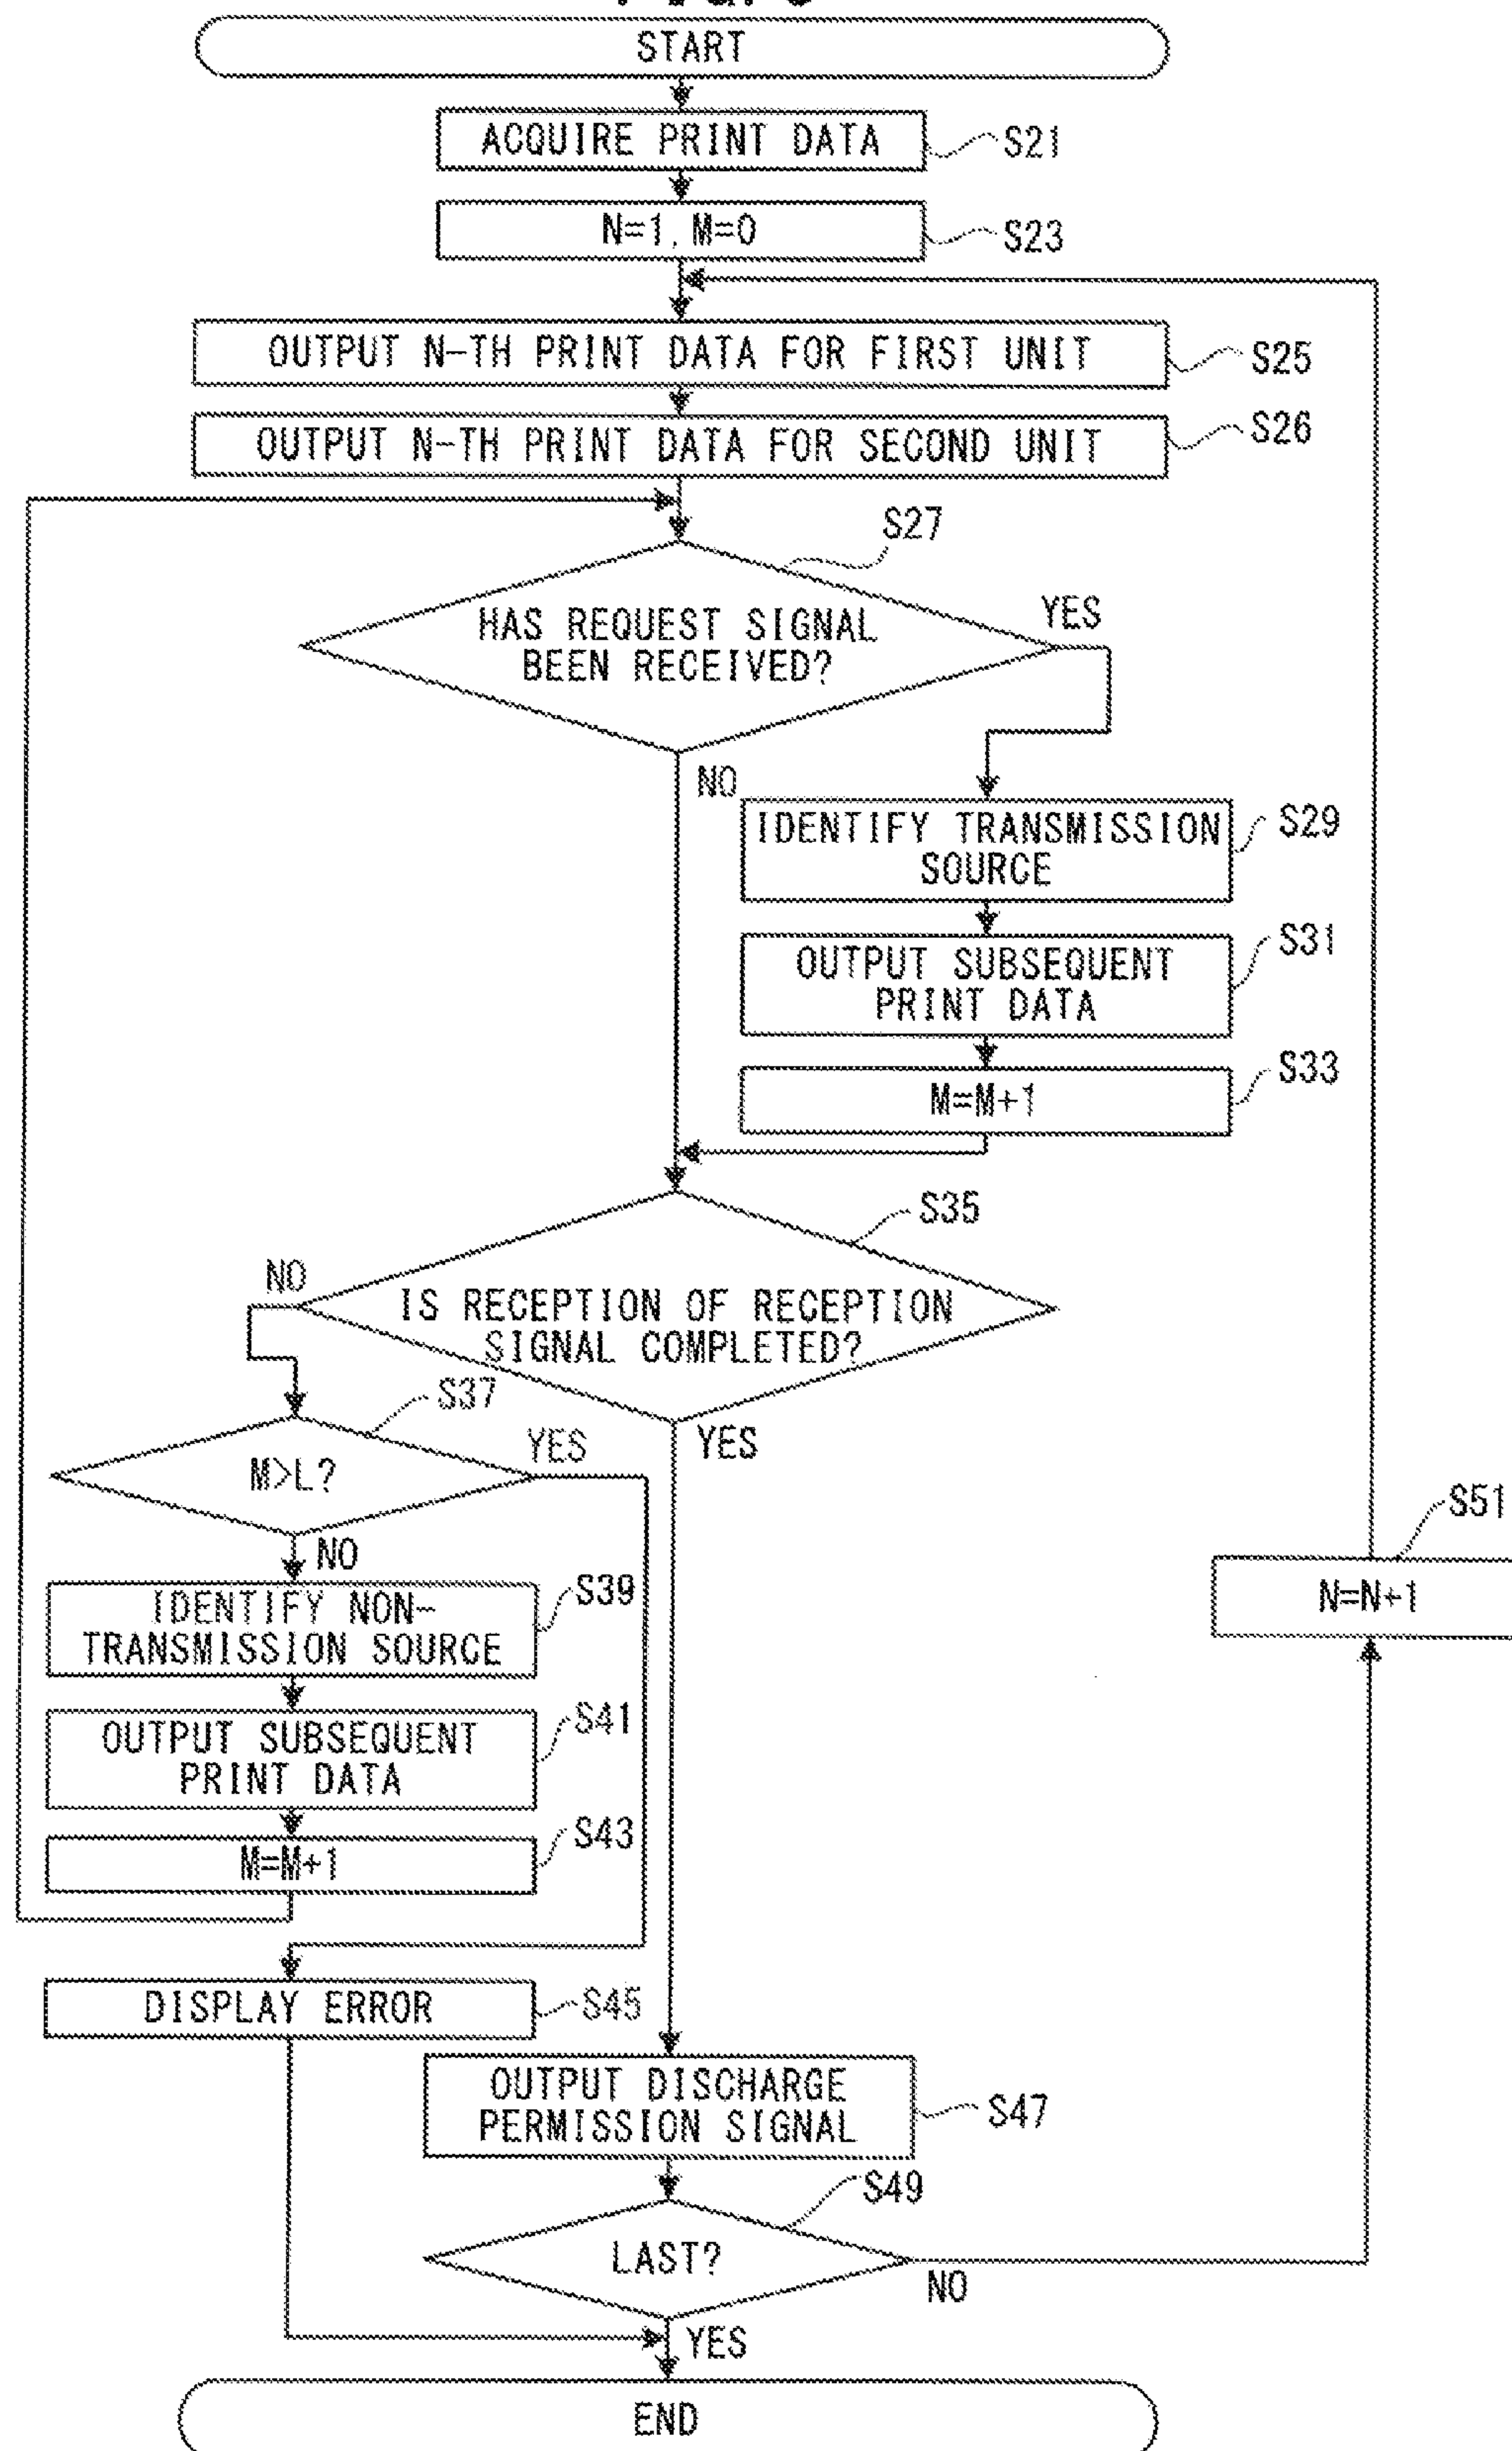 START
ACQUIRE PRINT DATA
S21
N=1, M=0
S23
OUTPUT N-TH PRINT DATA FOR FIRST UNIT
S25
OUTPUT N-TH PRINT DATA FOR SECOND UNIT
S26
S27
HAS REQUEST SIGNAL
BEEN RECEIVED?
YES
NO
IDENTIFY TRANSMISSION
SOURCE
S29
OUTPUT SUBSEQUENT
PRINT DATA
S31
M=M+1
S33
S35
NO
IS RECEPTION OF RECEPTION
SIGNAL COMPLETED?
YES
S37
M>L?
YES
NO
IDENTIFY NON-
TRANSMISSION SOURCE
S39
OUTPUT SUBSEQUENT
PRINT DATA
S41
M=M+1
S43
S51
N=N+1
DISPLAY ERROR
S45
OUTPUT DISCHARGE
PERMISSION SIGNAL
S47
S49
LAST?
NO
YES
END